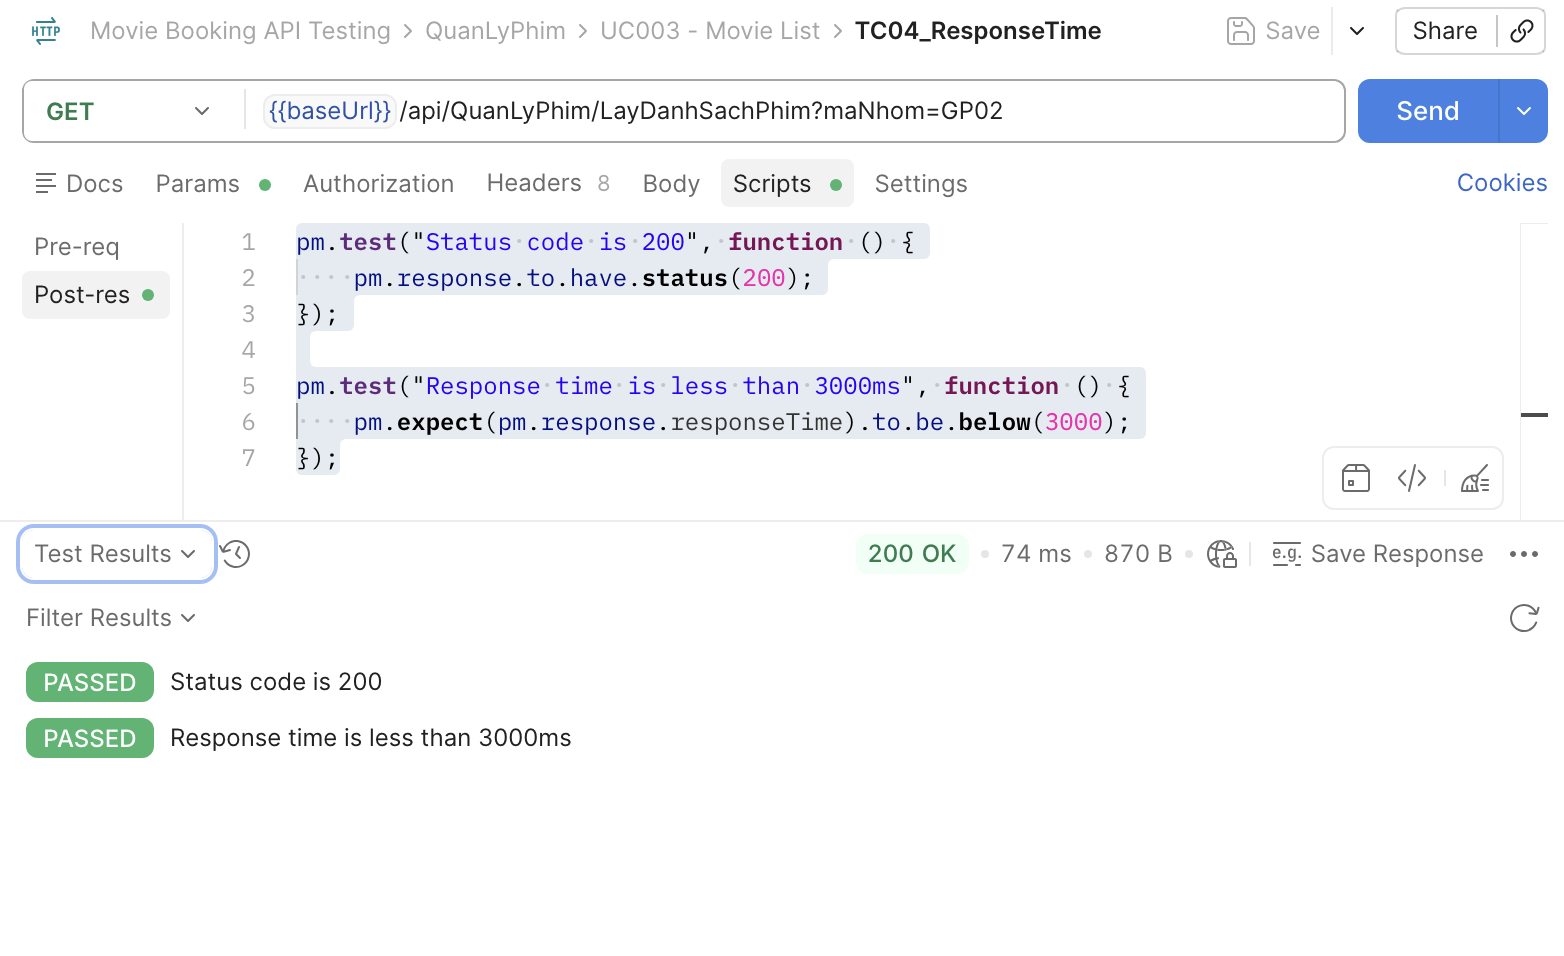 HTTP Movie Booking API Testing > QuanLyPhim > UC003 - Movie List > TC04_ResponseTime Save Share
GET {{baseUrl}}/api/QuanLyPhim/LayDanhSachPhim?maNhom=GP02 Send
Docs Params Authorization Headers 8 Body Scripts Settings Cookies
Pre-req
Post-res
1 pm.test("Status code is 200", function () {
2     pm.response.to.have.status(200);
3 });
4
5 pm.test("Response time is less than 3000ms", function () {
6     pm.expect(pm.response.responseTime).to.be.below(3000);
7 });
Test Results 200 OK • 74 ms • 870 B • e.g. Save Response
Filter Results
PASSED Status code is 200
PASSED Response time is less than 3000ms